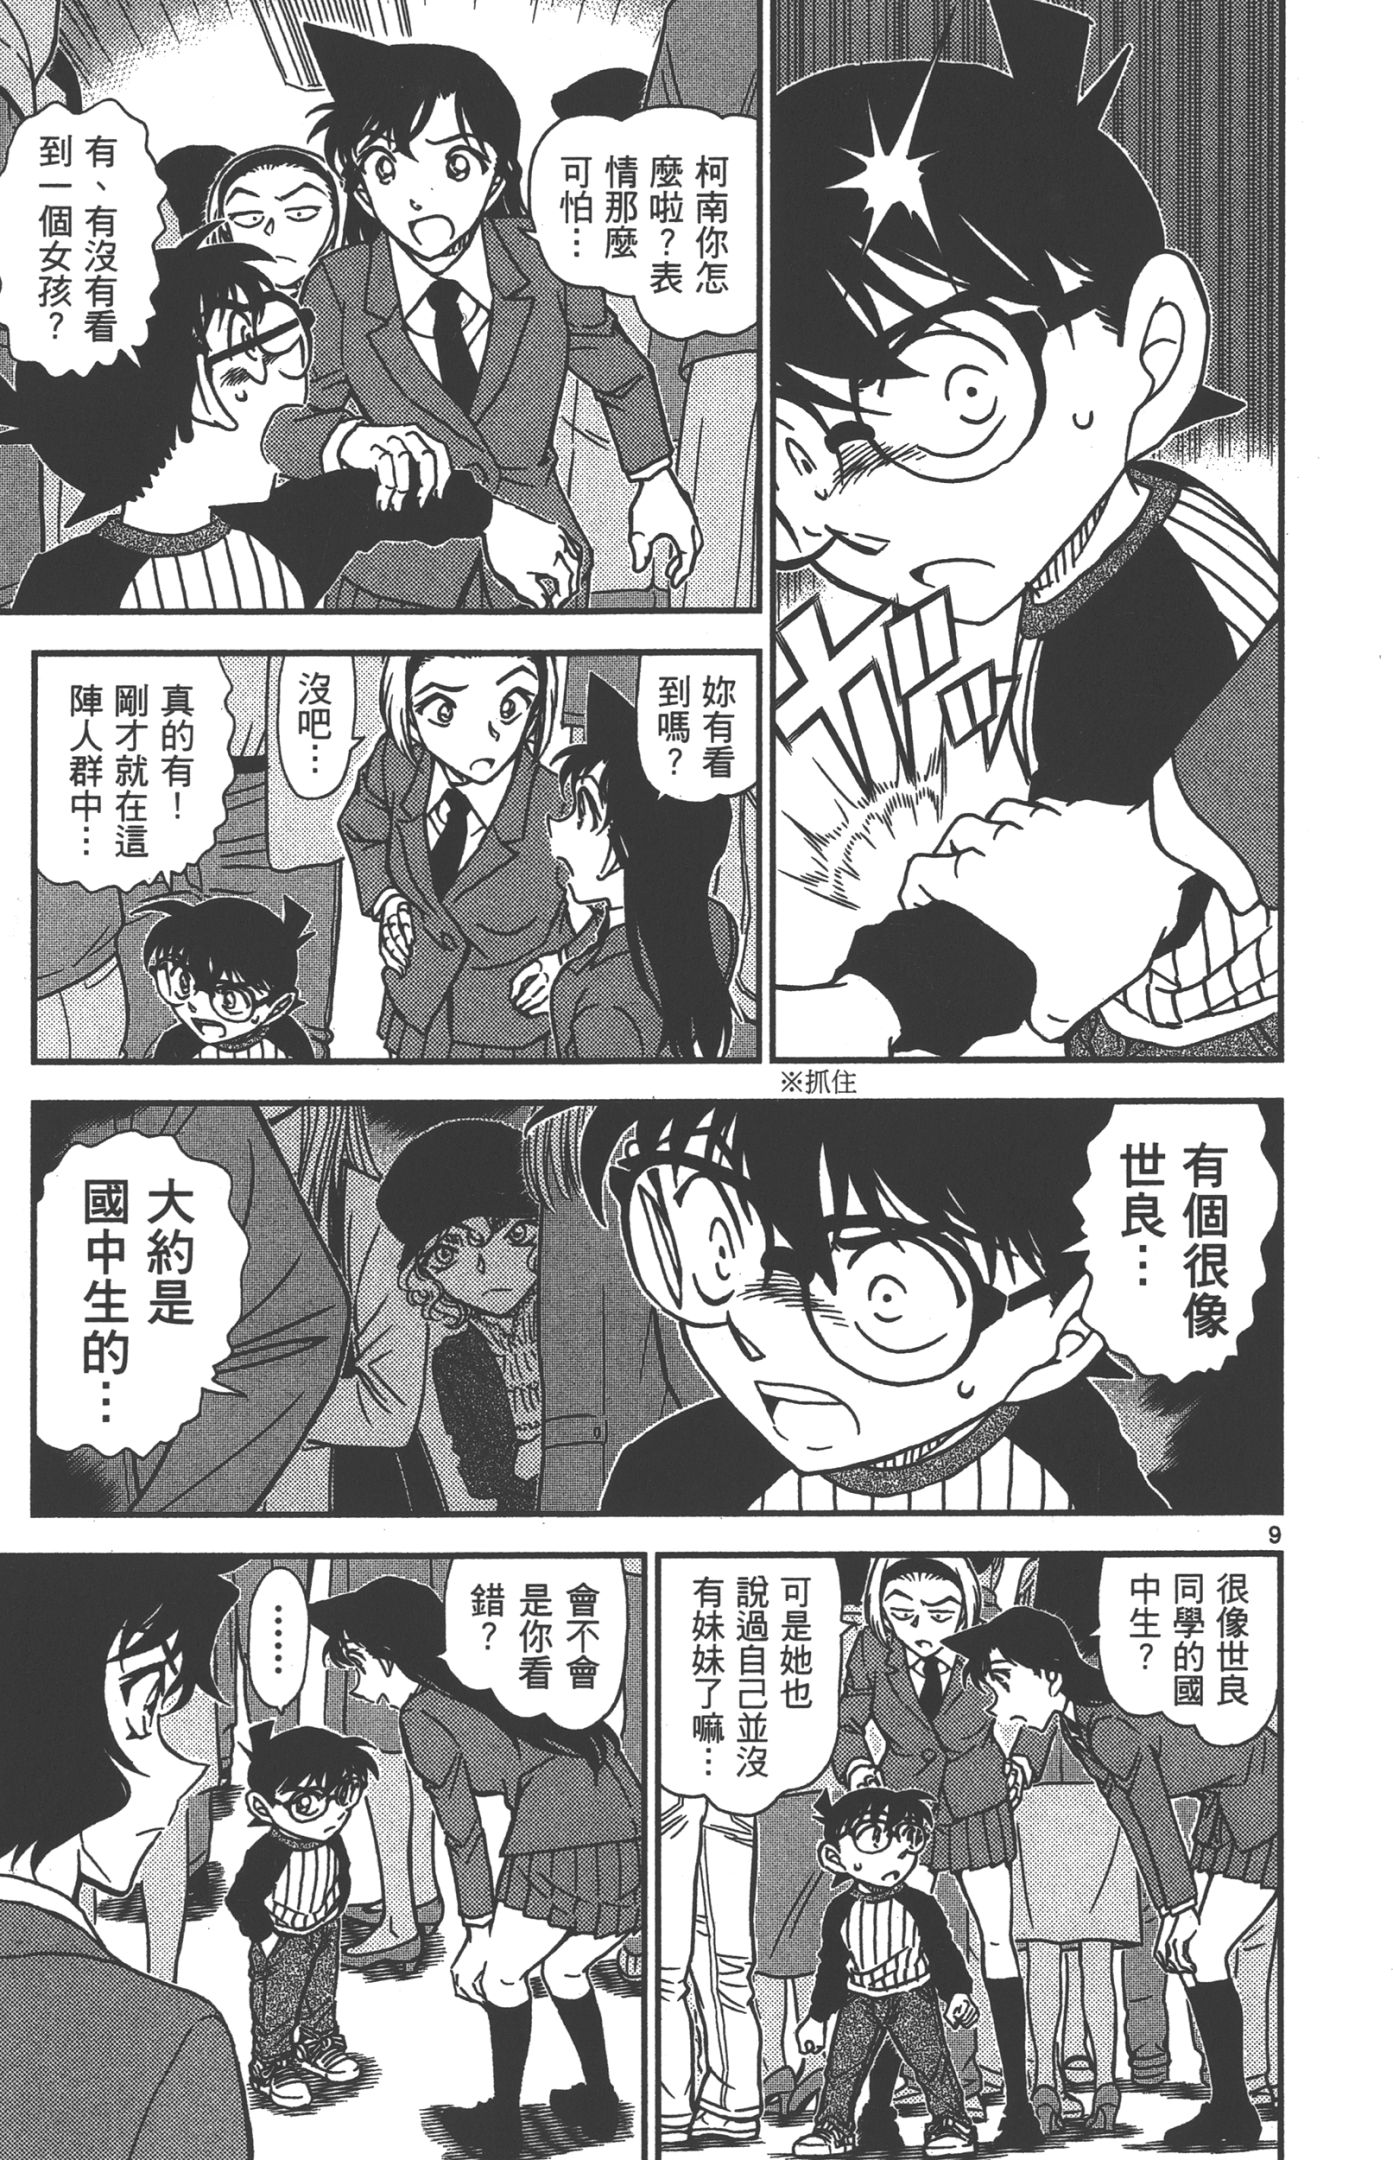 ガッ
※抓住
柯南你怎
麼啦？表
情那麼
可怕…
有、有沒有看
到一個女孩？
妳有看
到嗎？
沒吧…
真的有！
剛才就在這
陣人群中…
有個很像
世良…
大約是
國中生的…
9
很像世良
同學的國
中生？
可是她也
說過自己並沒
有妹妹了嘛…
會不會
是你看
錯？
……